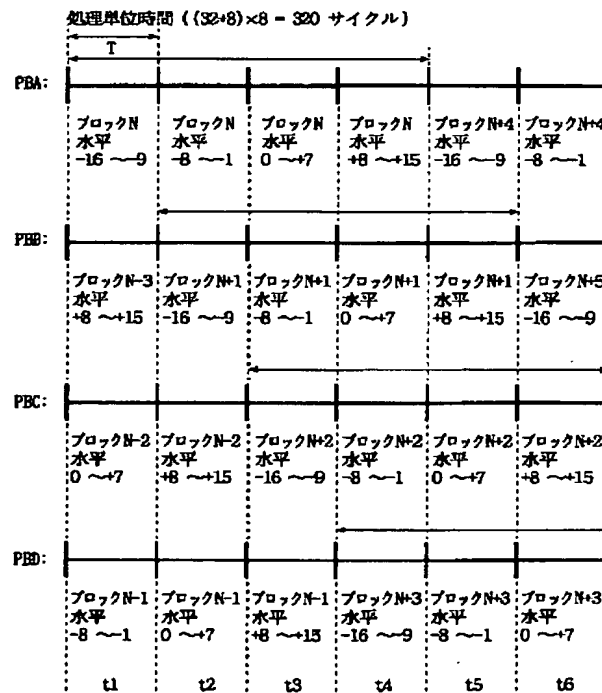 処理単位時間 ((32+8)×8 = 320 サイクル)
T
PBA:
ブロックN ブロックN ブロックN ブロックN ブロックN+4 ブロックN+4
水平 水平 水平 水平 水平 水平
-16 〜-9 -8 〜-1 0 〜+7 +8 〜+15 -16 〜-9 -8 〜-1
PBB:
ブロックN-3 ブロックN+1 ブロックN+1 ブロックN+1 ブロックN+1 ブロックN+5
水平 水平 水平 水平 水平 水平
+8 〜+15 -16 〜-9 -8 〜-1 0 〜+7 +8 〜+15 -16 〜-9
PBC:
ブロックN-2 ブロックN-2 ブロックN+2 ブロックN+2 ブロックN+2 ブロックN+2
水平 水平 水平 水平 水平 水平
0 〜+7 +8 〜+15 -16 〜-9 -8 〜-1 0 〜+7 +8 〜+15
PBD:
ブロックN-1 ブロックN-1 ブロックN-1 ブロックN+3 ブロックN+3 ブロックN+3
水平 水平 水平 水平 水平 水平
-8 〜-1 0 〜+7 +8 〜+15 -16 〜-9 -8 〜-1 0 〜+7
t1 t2 t3 t4 t5 t6